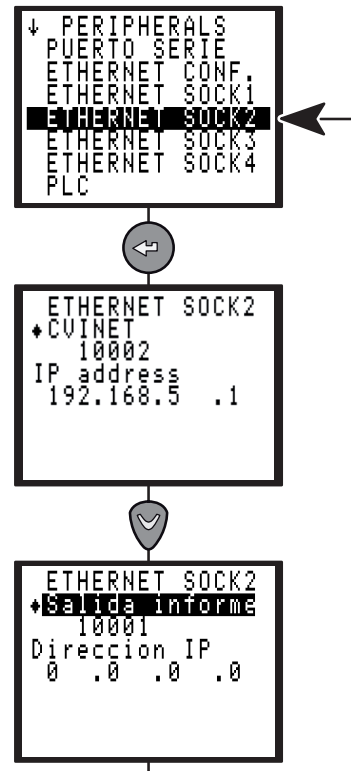 ↓ PERIPHERALS
PUERTO SERIE
ETHERNET CONF.
ETHERNET SOCK1
ETHERNET SOCK2
ETHERNET SOCK3
ETHERNET SOCK4
PLC
ETHERNET SOCK2
♦CVINET
10002
IP address
192.168.5 .1
ETHERNET SOCK2
♦Salida informe
10001
Direccion IP
0 .0 .0 .0